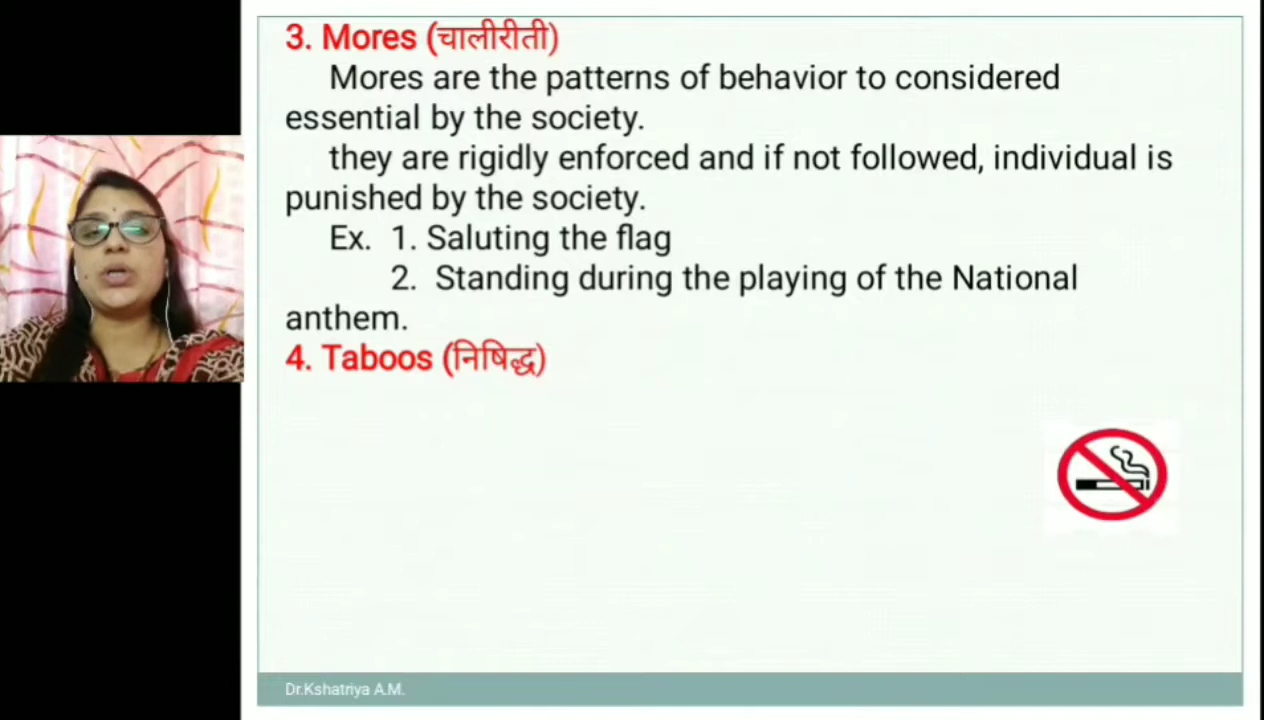 3. Mores (चालीरीती)
Mores are the patterns of behavior to considered
essential by the society.
they are rigidly enforced and if not followed, individual is
punished by the society.
Ex. 1. Saluting the flag
2. Standing during the playing of the National
anthem.
4. Taboos (निषिद्ध)
Dr.Kshatriya A.M.